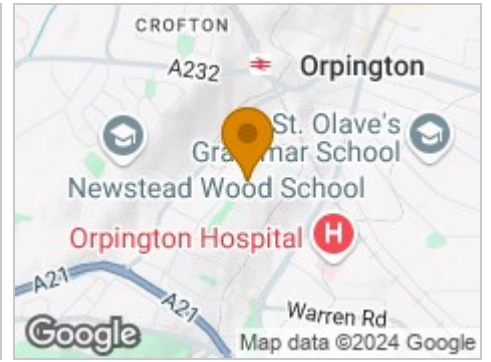 CROFTON
A232
Orpington
St. Olave's
Grammar School
Newstead Wood School
Orpington Hospital H
A21
A21
Warren Rd
Google
Map data ©2024 Google